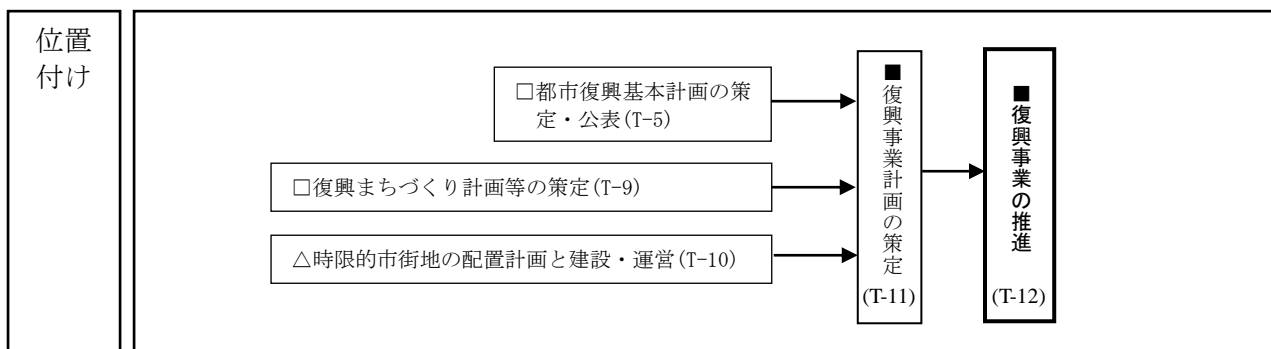 位置
付け
□都市復興基本計画の策
定・公表(T-5)
□復興まちづくり計画等の策定(T-9)
△時限的市街地の配置計画と建設・運営(T-10)
■復興事業計画の策定
(T-11)
■復興事業の推進
(T-12)